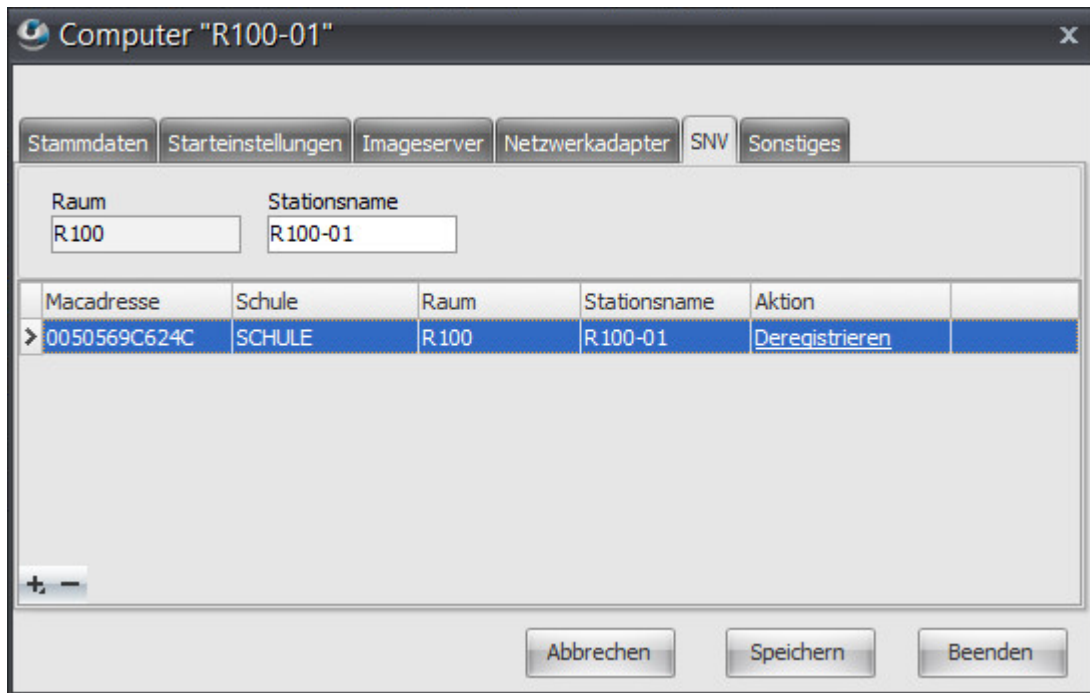 Computer "R100-01" x
Stammdaten Starteinstellungen Imageserver Netzwerkadapter SNV Sonstiges
Raum Stationsname
R100 R100-01
Macadresse Schule Raum Stationsname Aktion
0050569C624C SCHULE R100 R100-01 Deregistrieren
Abbrechen Speichern Beenden